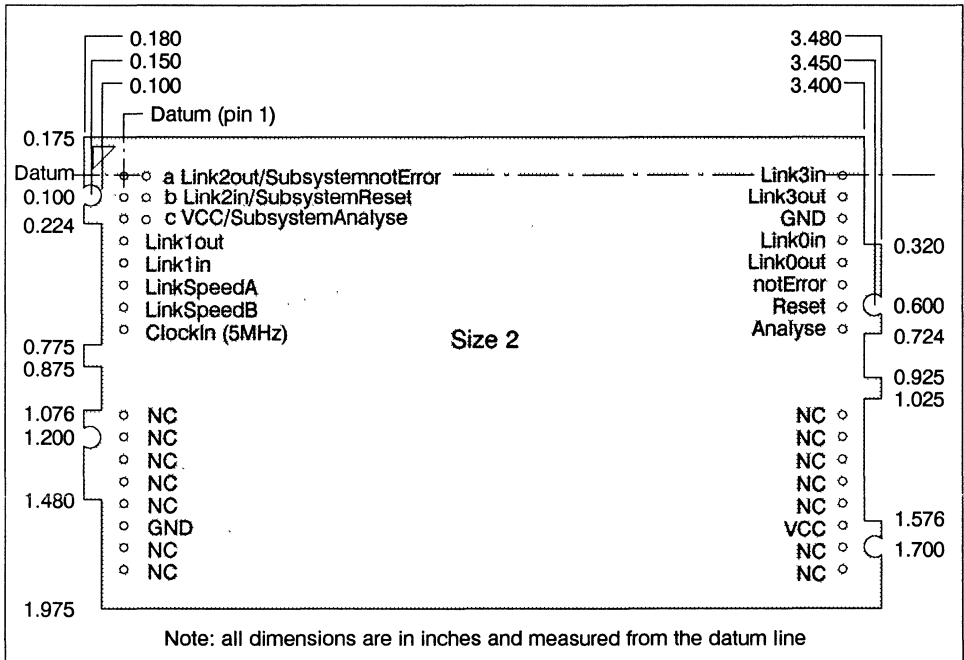 0.180 3.480
0.150 3.450
0.100 3.400
Datum (pin 1)
0.175
Datum a Link2out/SubsystemnotError Link3in
0.100 b Link2in/SubsystemReset Link3out
0.224 c VCC/SubsystemAnalyse GND
Link1out Link0in 0.320
Link1in Link0out
LinkSpeedA notError
LinkSpeedB Reset 0.600
ClockIn (5MHz) Analyse 0.724
0.775 Size 2
0.875 0.925
1.025
1.076 NC NC
1.200 NC NC
NC NC
NC NC
1.480 NC NC
GND VCC 1.576
NC NC 1.700
NC NC
1.975
Note: all dimensions are in inches and measured from the datum line